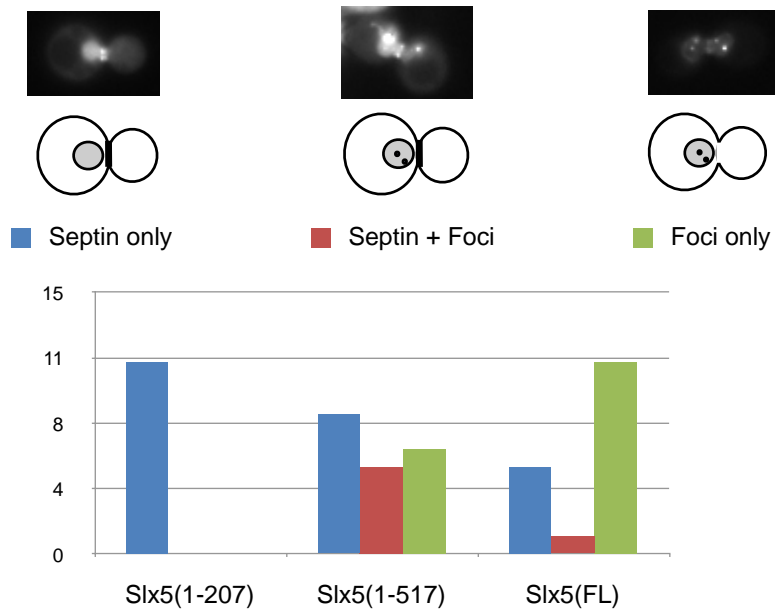 Septin only
Septin + Foci
Foci only
15
11
8
4
0
Slx5(1-207)
Slx5(1-517)
Slx5(FL)